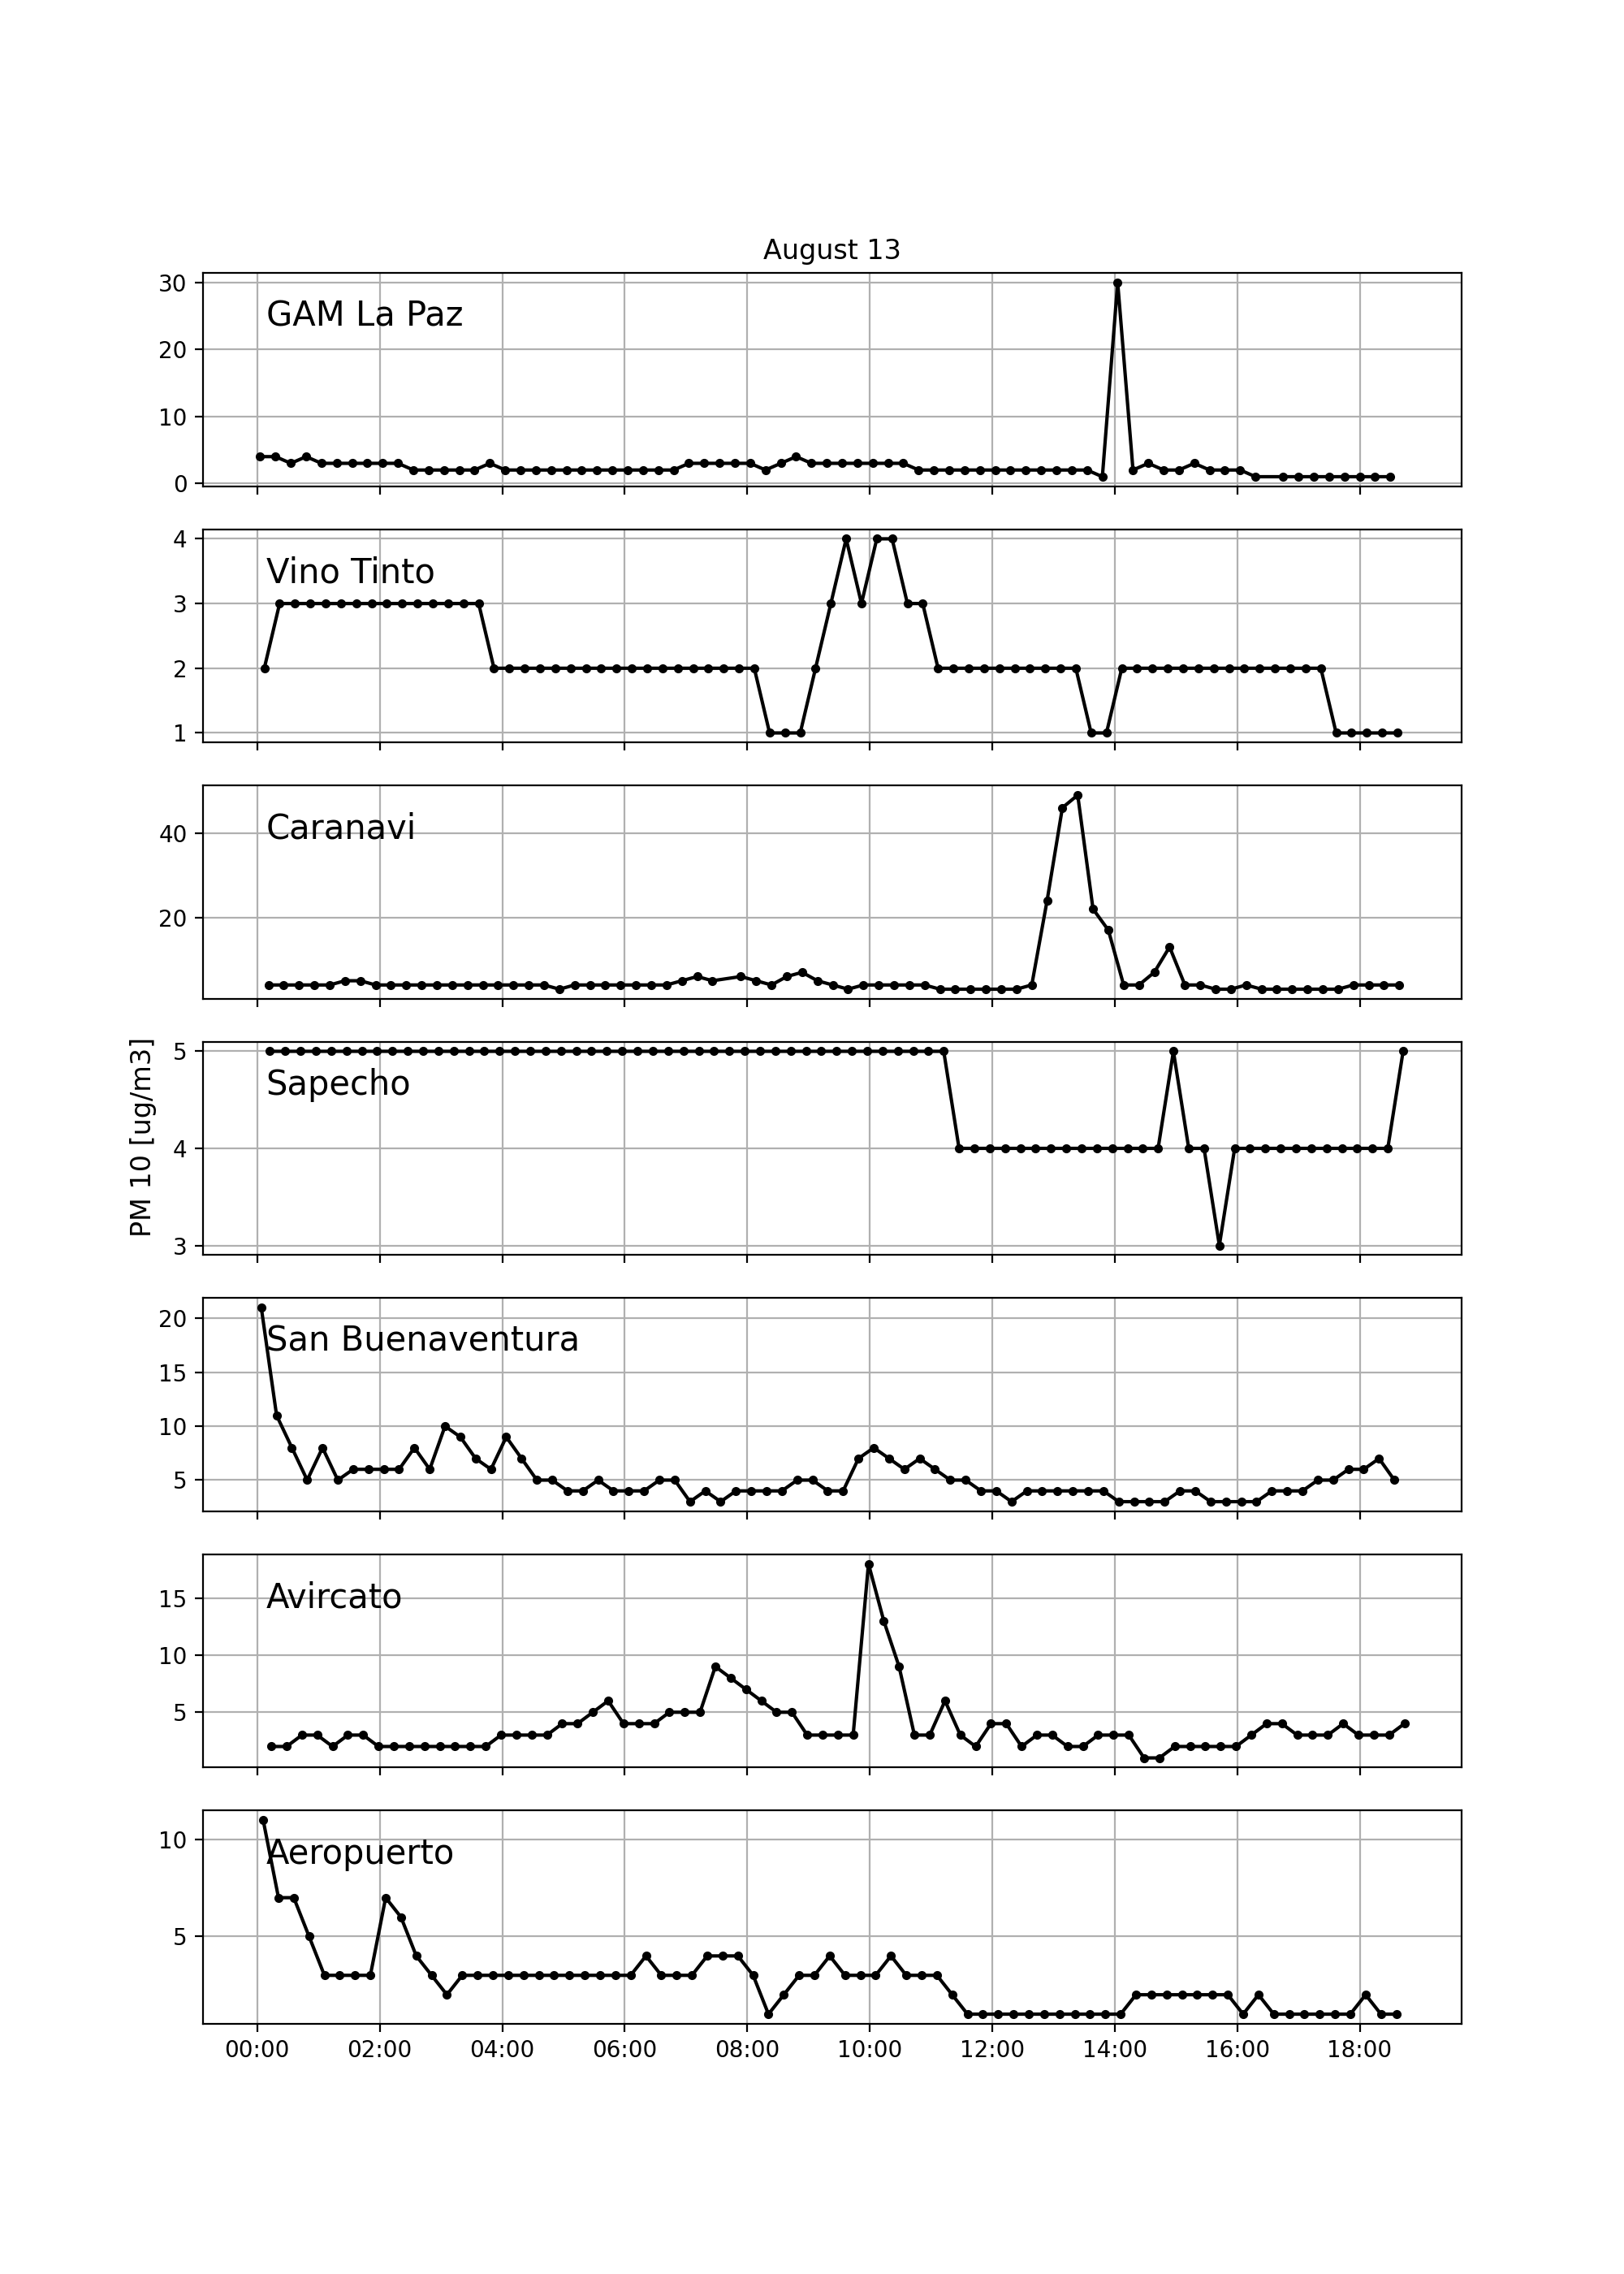 August 13
30
20
10
0
GAM La Paz
4
3
2
1
Vino Tinto
40
20
Caranavi
PM 10 [ug/m3]
5
4
3
Sapecho
20
15
10
5
San Buenaventura
15
10
5
Avircato
10
5
Aeropuerto
00:00 02:00 04:00 06:00 08:00 10:00 12:00 14:00 16:00 18:00